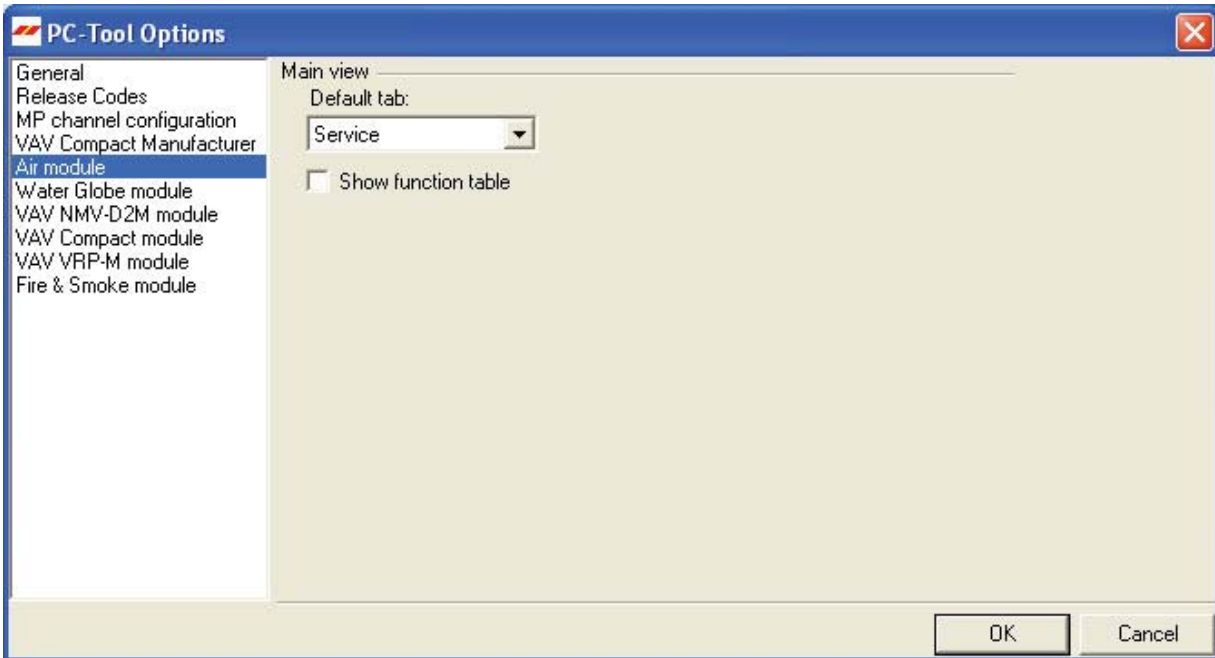 PC-Tool Options
General
Release Codes
MP channel configuration
VAV Compact Manufacturer
Air module
Water Globe module
VAV NMV-D2M module
VAV Compact module
VAV VRP-M module
Fire & Smoke module
Main view
Default tab:
Service
Show function table
OK
Cancel